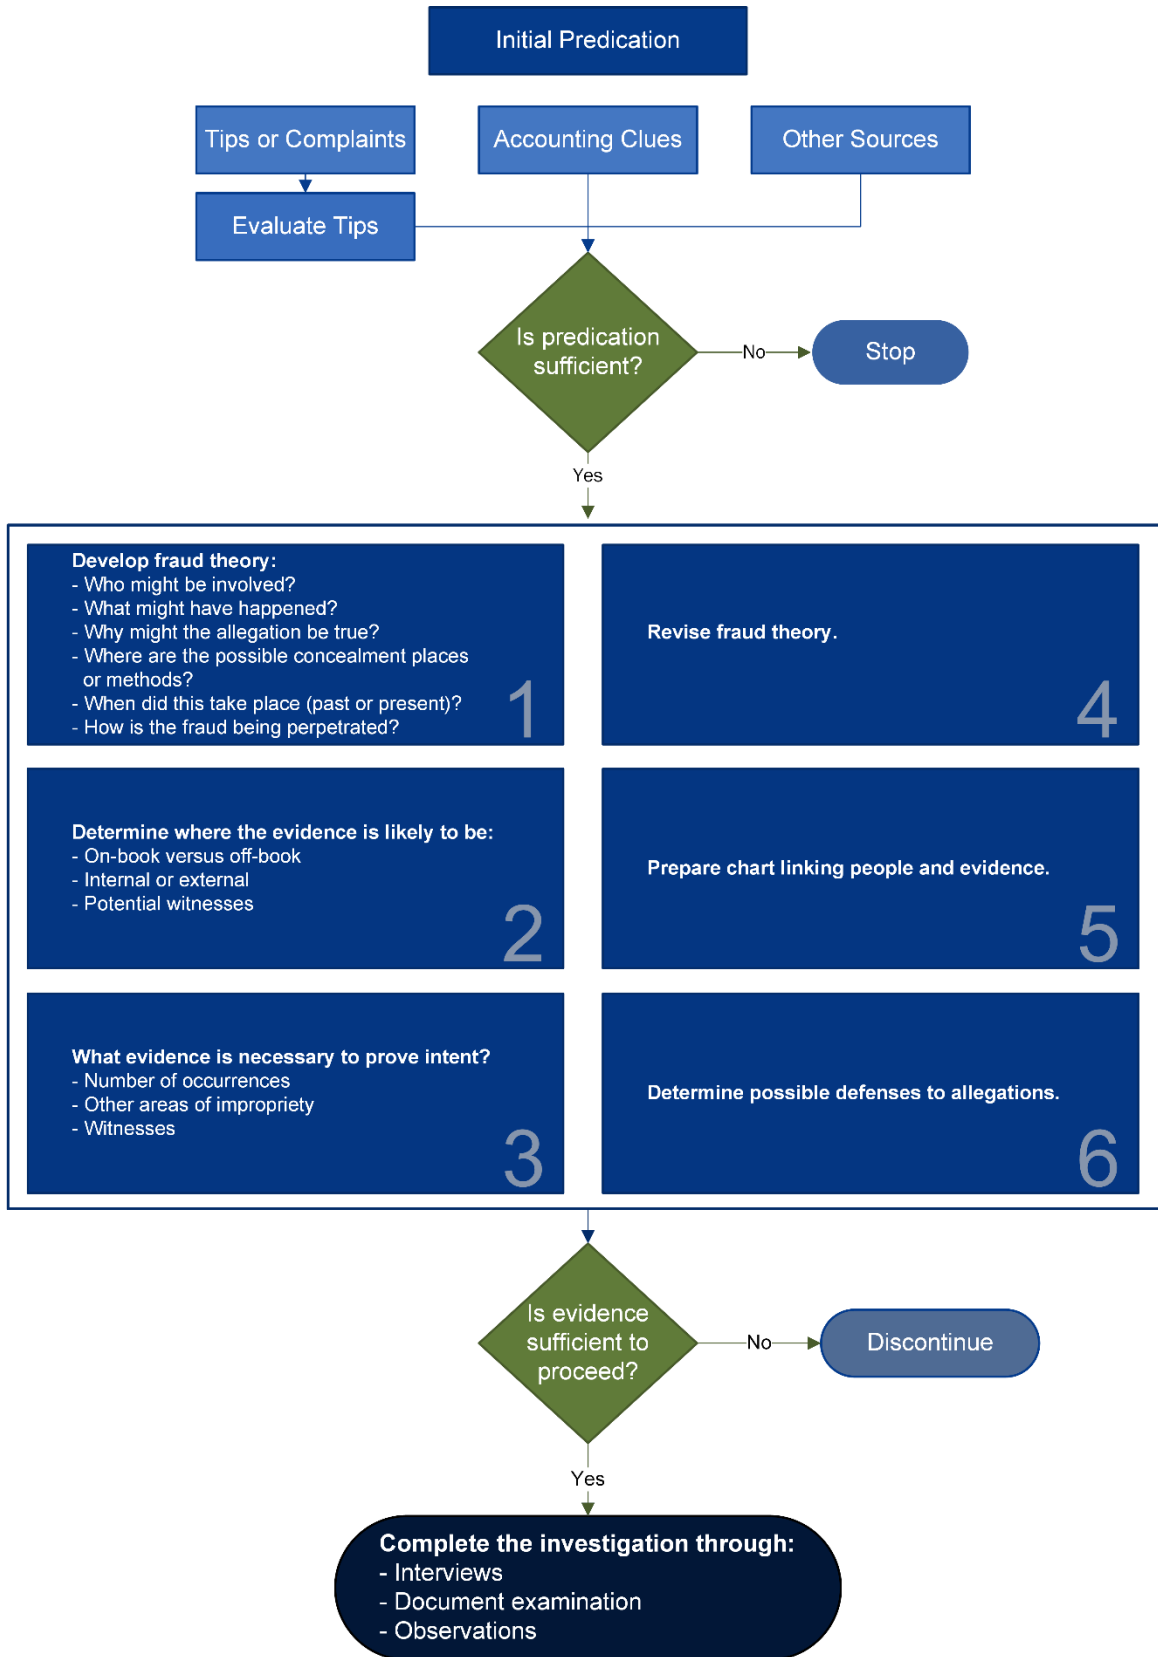 Initial Predication
Tips or Complaints
Accounting Clues
Other Sources
Evaluate Tips
Is predication
sufficient?
No
Stop
Yes
Develop fraud theory:
- Who might be involved?
- What might have happened?
- Why might the allegation be true?
- Where are the possible concealment places
or methods?
- When did this take place (past or present)?
- How is the fraud being perpetrated?
1
Determine where the evidence is likely to be:
- On-book versus off-book
- Internal or external
- Potential witnesses
2
What evidence is necessary to prove intent?
- Number of occurrences
- Other areas of impropriety
- Witnesses
3
Revise fraud theory.
4
Prepare chart linking people and evidence.
5
Determine possible defenses to allegations.
6
Is evidence
sufficient to
proceed?
No
Discontinue
Yes
Complete the investigation through:
- Interviews
- Document examination
- Observations